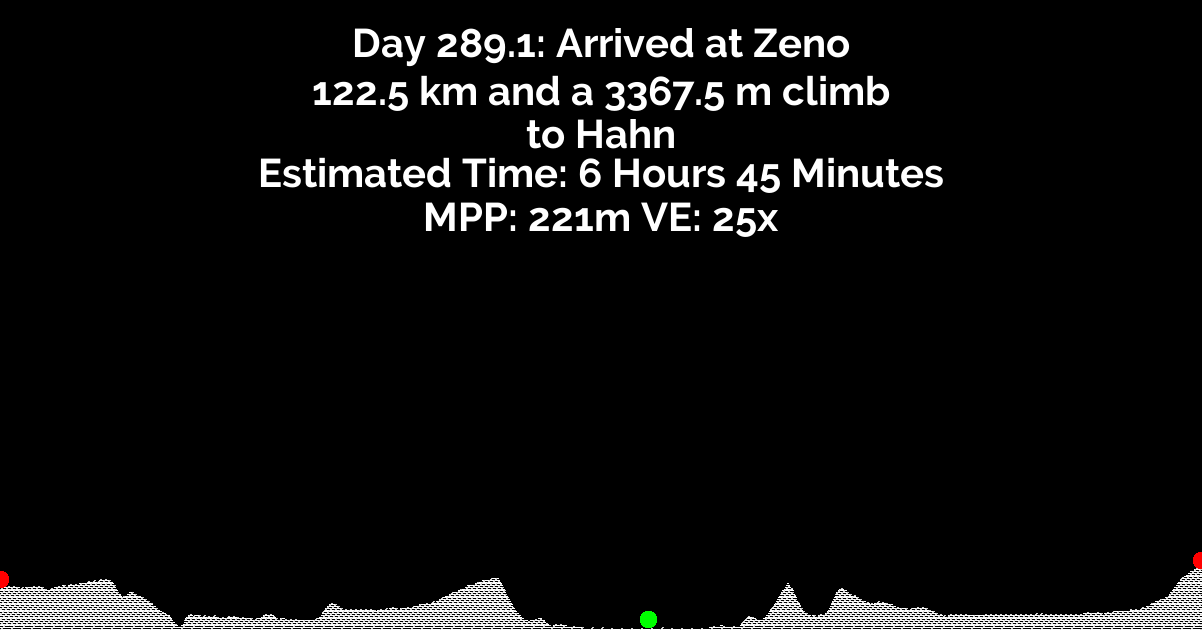 Day 289.1: Arrived at Zeno
122.5 km and a 3367.5 m climb
to Hahn
Estimated Time: 6 Hours 45 Minutes
MPP: 221m VE: 25x